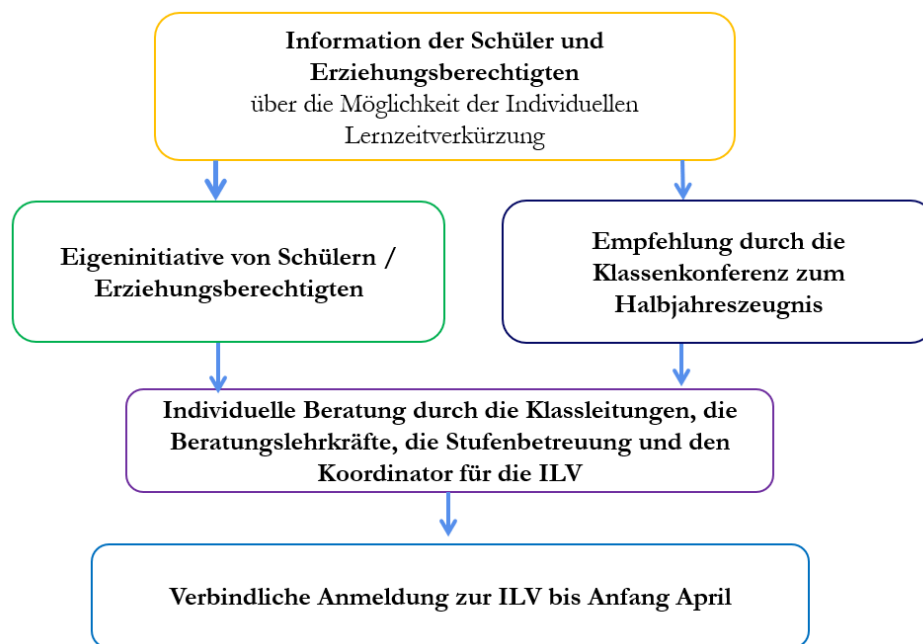 Information der Schüler und
Erziehungsberechtigten
über die Möglichkeit der Individuellen
Lernzeitverkürzung
Eigeninitiative von Schülern /
Erziehungsberechtigten
Empfehlung durch die
Klassenkonferenz zum
Halbjahreszeugnis
Individuelle Beratung durch die Klassleitungen, die
Beratungslehrkräfte, die Stufenbetreuung und den
Koordinator für die ILV
Verbindliche Anmeldung zur ILV bis Anfang April